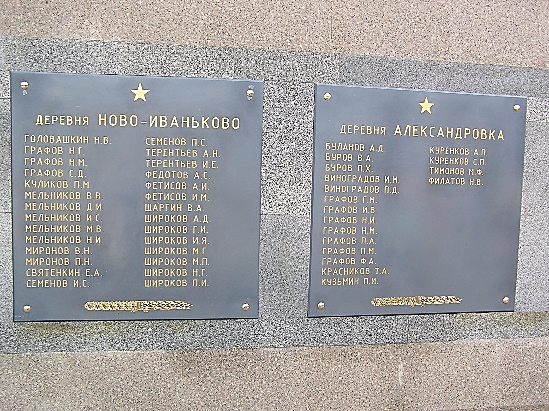 ДЕРЕВНЯ НОВО-ИВАНЬКОВО
ГОЛОВАШКИН Н.В.
ГРАФОВ Н.Г.
ГРАФОВ Н.М.
ГРАФОВ С.Д.
КУЛИКОВ П.М
МЕЛЬНИКОВ В.В.
МЕЛЬНИКОВ Д.И
МЕЛЬНИКОВ И.С
МЕЛЬНИКОВ М.В
МЕЛЬНИКОВ Н.И
МИРОНОВ В.Н.
МИРОНОВ П.Н.
СВЯТЕНКИН Е.А.
СЕМЕНОВ И.С.
СЕМЕНОВ П.С.
ТЕРЕНТЬЕВ А.Н.
ТЕРЕНТЬЕВ И.Е.
ФЕДОТОВ А.С.
ФЕТИСОВ А.И.
ФЕТИСОВ И.М.
ШАРГИН В.А.
ШИРОКОВ А.Д.
ШИРОКОВ Г.И.
ШИРОКОВ И.Я.
ШИРОКОВ М.Г.
ШИРОКОВ М.П.
ШИРОКОВ Н.Г.
ШИРОКОВ П.И.
ДЕРЕВНЯ АЛЕКСАНДРОВКА
БУЛАНОВ А.Д.
БУРОВ В.А.
БУРОВ П.Х.
ВИНОГРАДОВ И.Н.
ВИНОГРАДОВ П.Д.
ГРАФОВ Г.Н.
ГРАФОВ И.В
ГРАФОВ Н.И
ГРАФОВ Н.М.
ГРАФОВ П.А.
ГРАФОВ П.М.
ГРАФОВ Ф.А.
КРАСНИКОВ Т.А.
КУЗЬМИН П.И.
КУРЕНКОВ А.П
КУРЕНКОВ С.П.
ТИМОНОВ М.Ф.
ФИЛАТОВ Н.В.